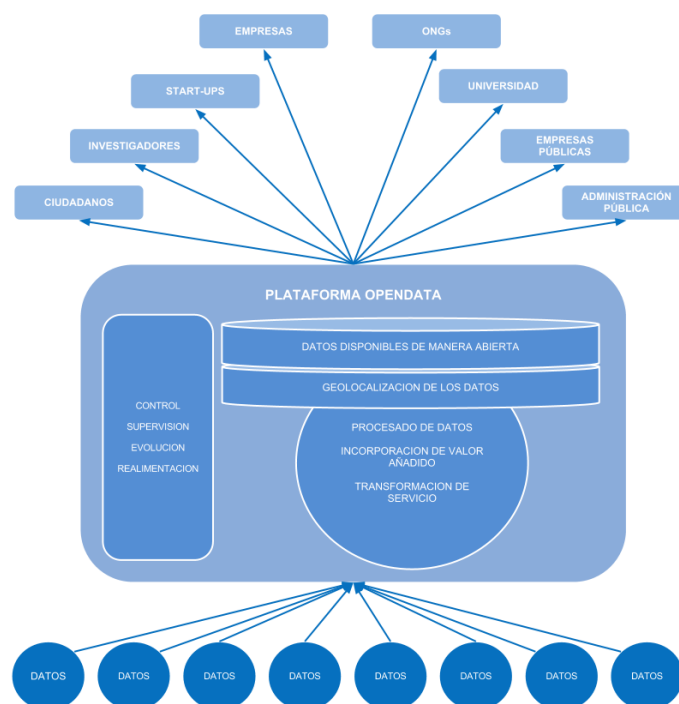 EMPRESAS
ONGs
START-UPS
UNIVERSIDAD
INVESTIGADORES
EMPRESAS
PÚBLICAS
CIUDADANOS
ADMINISTRACIÓN
PÚBLICA
PLATAFORMA OPENDATA
DATOS DISPONIBLES DE MANERA ABIERTA
GEOLOCALIZACION DE LOS DATOS
CONTROL
SUPERVISION
EVOLUCION
REALIMENTACION
PROCESADO DE DATOS
INCORPORACION DE VALOR
AÑADIDO
TRANSFORMACION DE
SERVICIO
DATOS
DATOS
DATOS
DATOS
DATOS
DATOS
DATOS
DATOS